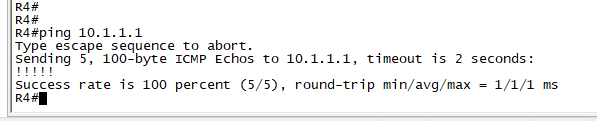 R4#
R4#
R4#ping 10.1.1.1
Type escape sequence to abort.
Sending 5, 100-byte ICMP Echos to 10.1.1.1, timeout is 2 seconds:
!!!!!
Success rate is 100 percent (5/5), round-trip min/avg/max = 1/1/1 ms
R4#